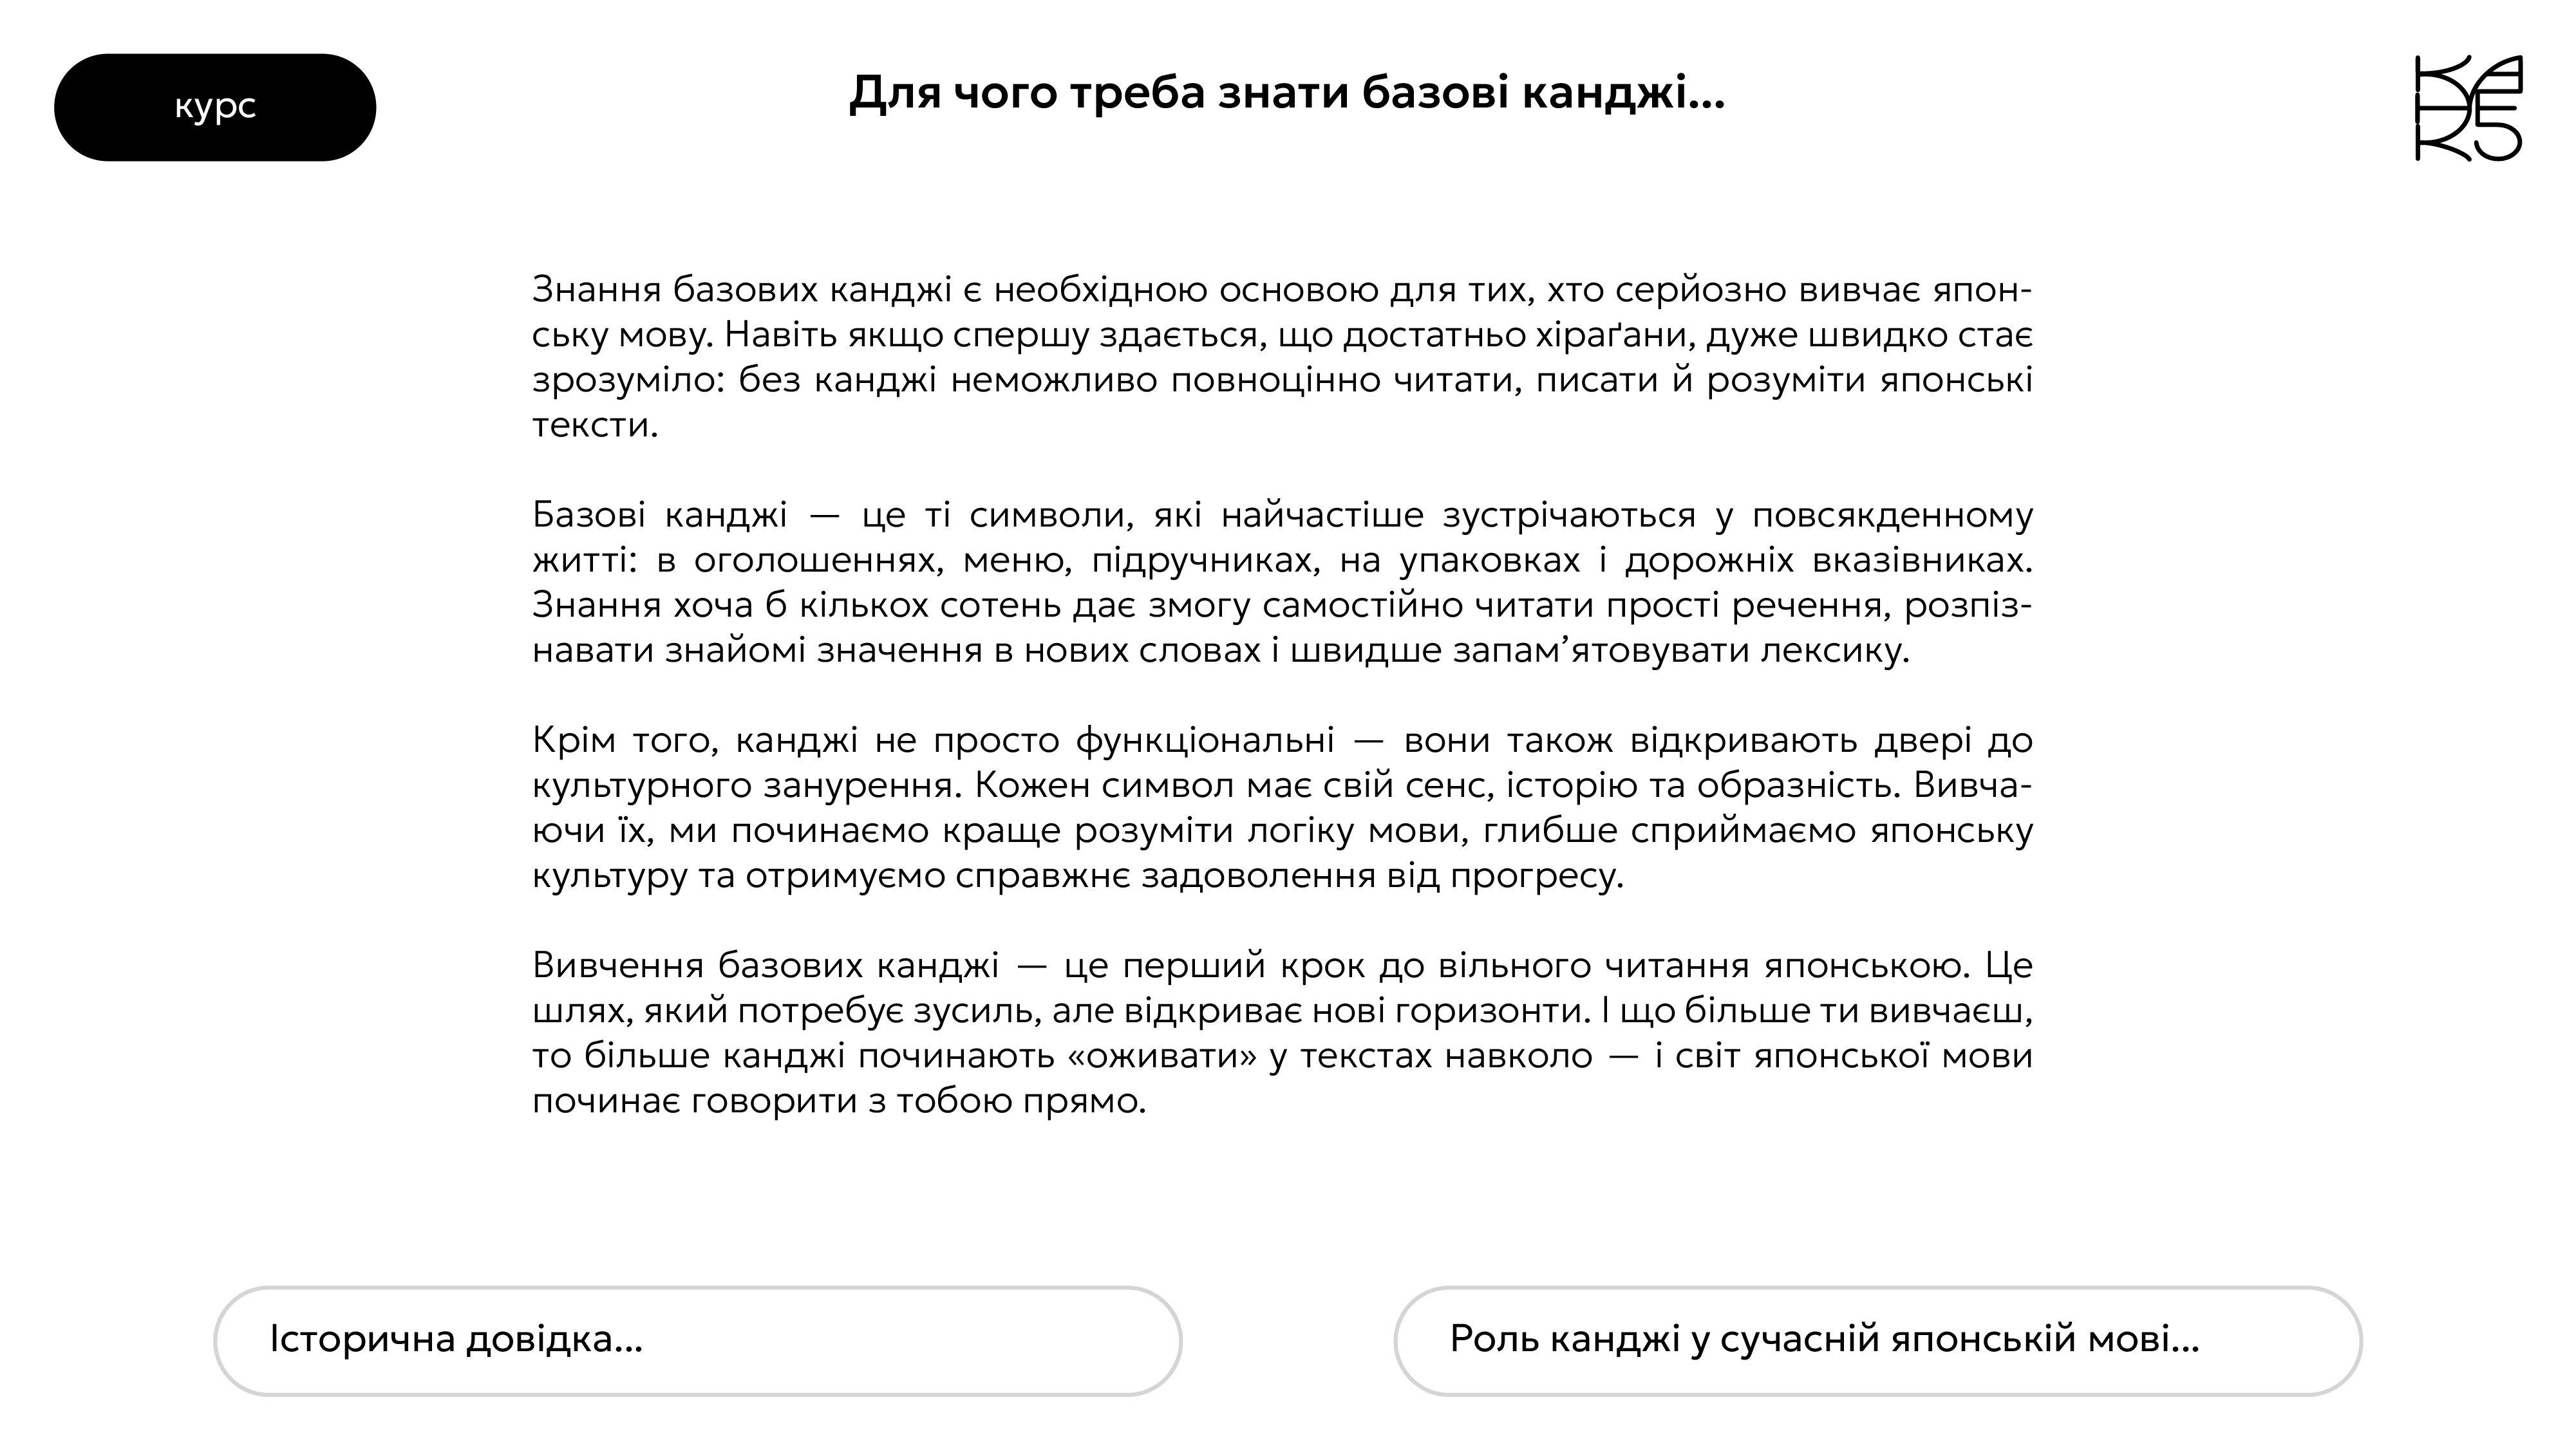 курс
Для чого треба знати базові канджі...
Знання базових канджі є необхідною основою для тих, хто серйозно вивчає япон-
ську мову. Навіть якщо спершу здається, що достатньо хіраґани, дуже швидко стає
зрозуміло: без канджі неможливо повноцінно читати, писати й розуміти японські
тексти.
Базові канджі — це ті символи, які найчастіше зустрічаються у повсякденному
житті: в оголошеннях, меню, підручниках, на упаковках і дорожніх вказівниках.
Знання хоча б кількох сотень дає змогу самостійно читати прості речення, розпіз-
навати знайомі значення в нових словах і швидше запам’ятовувати лексику.
Крім того, канджі не просто функціональні — вони також відкривають двері до
культурного занурення. Кожен символ має свій сенс, історію та образність. Вивча-
ючи їх, ми починаємо краще розуміти логіку мови, глибше сприймаємо японську
культуру та отримуємо справжнє задоволення від прогресу.
Вивчення базових канджі — це перший крок до вільного читання японською. Це
шлях, який потребує зусиль, але відкриває нові горизонти. І що більше ти вивчаєш,
то більше канджі починають «оживати» у текстах навколо — і світ японської мови
починає говорити з тобою прямо.
Історична довідка...
Роль канджі у сучасній японській мові...